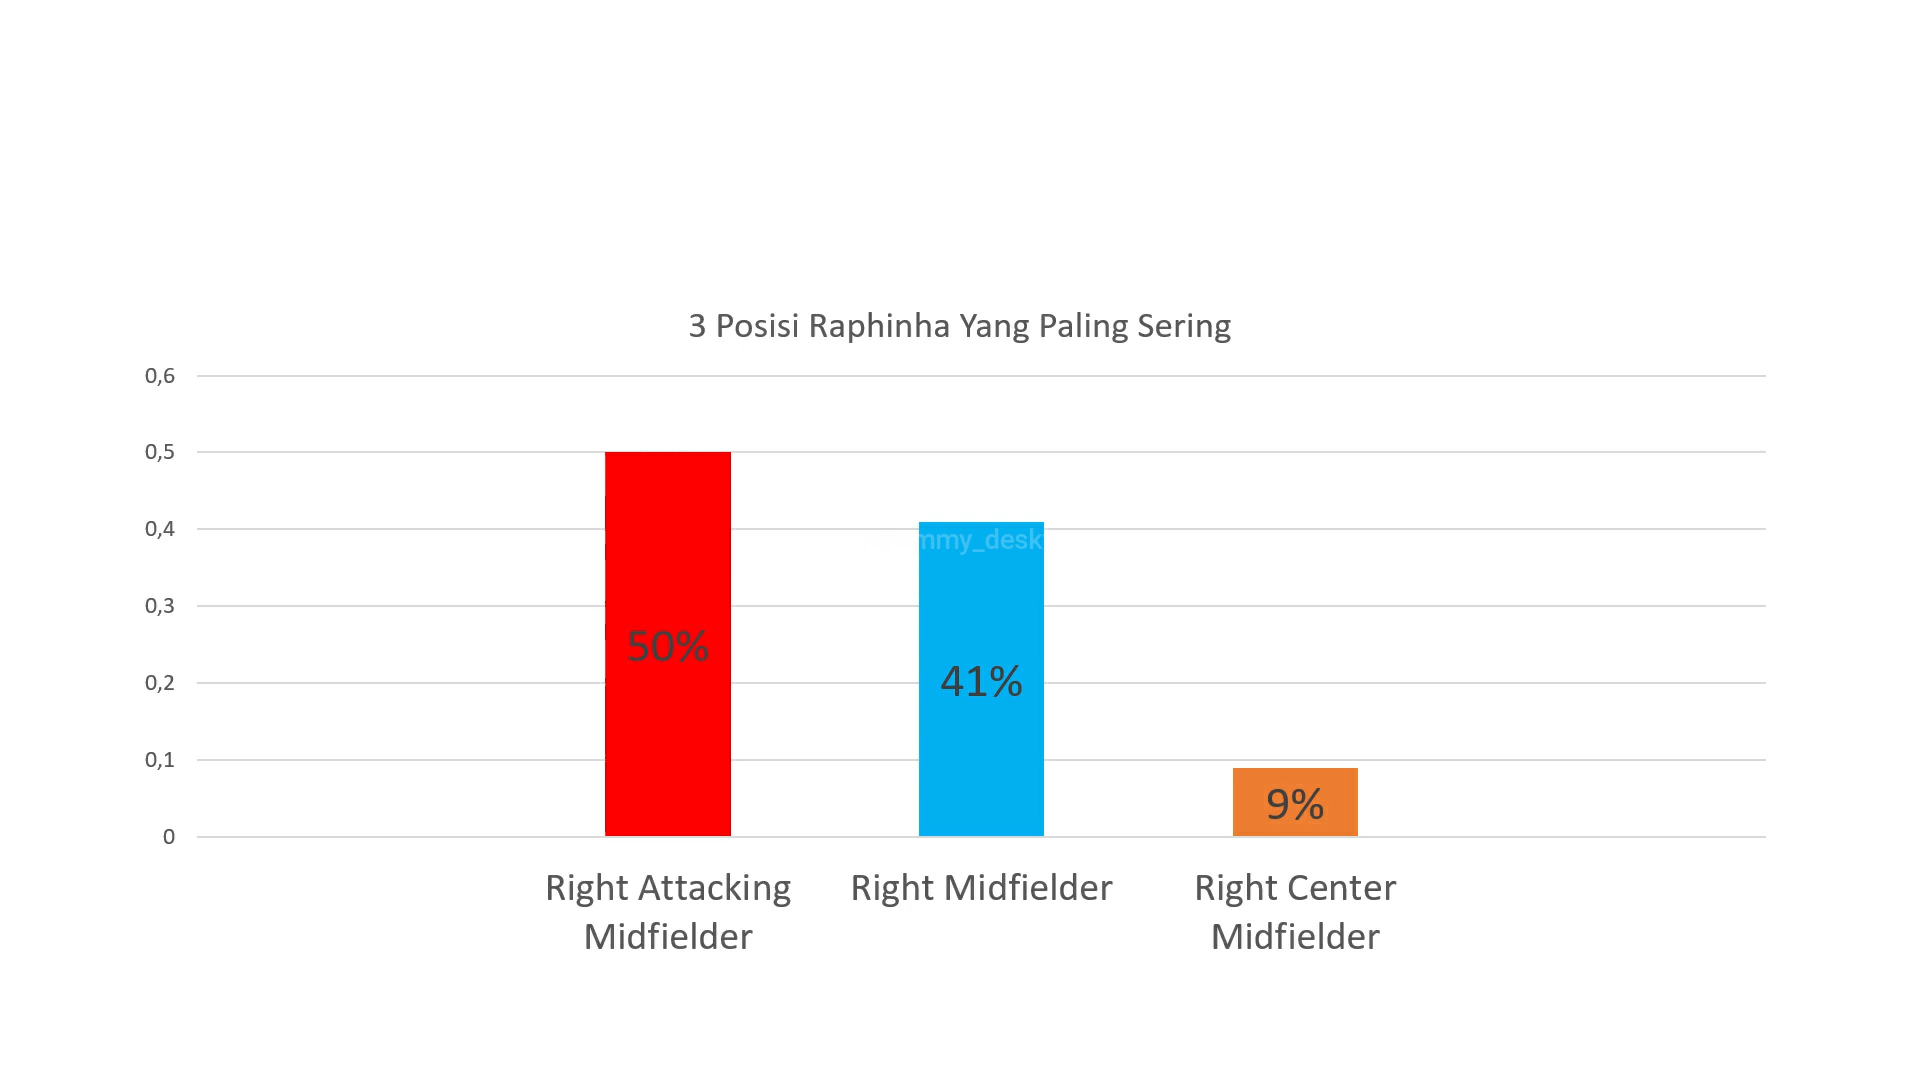 3 Posisi Raphinha Yang Paling Sering
0,6
0,5
0,4
0,3
0,2
0,1
0
50%
41%
9%
Right Attacking
Midfielder
Right Midfielder
Right Center
Midfielder